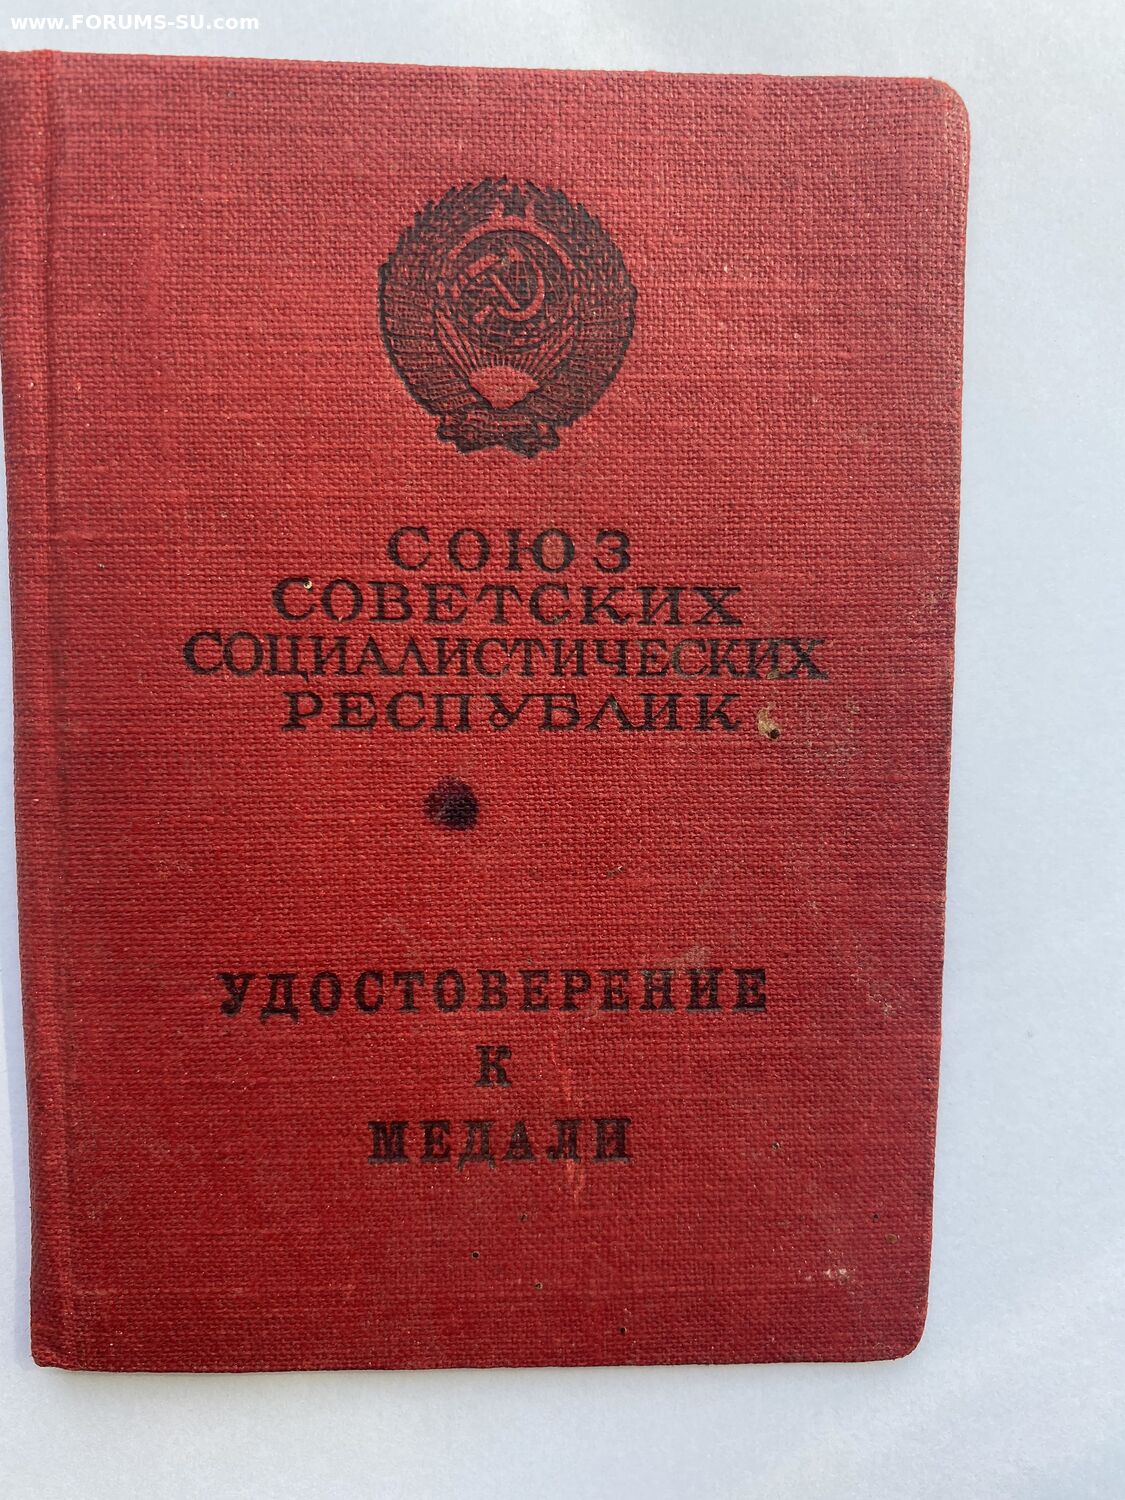 www.FORUMS-SU.com
СОЮЗ
СОВЕТСКИХ
СОЦИАЛИСТИЧЕСКИХ
РЕСПУБЛИК
УДОСТОВЕРЕНИЕ
К
МЕДАЛИ